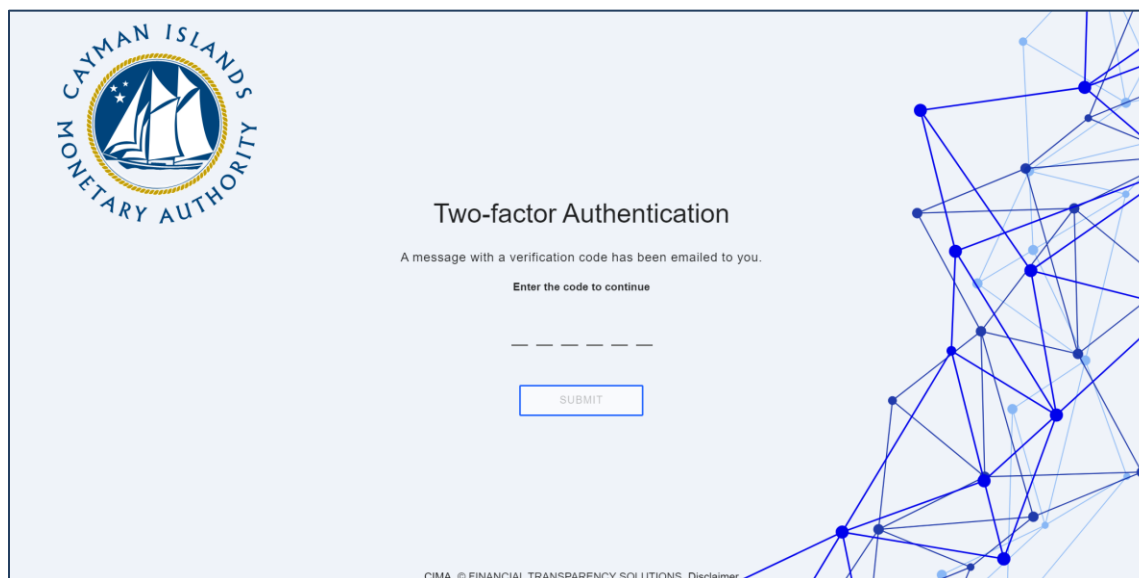 CAYMAN ISLANDS
MONETARY AUTHORITY
Two-factor Authentication
A message with a verification code has been emailed to you.
Enter the code to continue
SUBMIT
CIMA © FINANCIAL TRANSPARENCY SOLUTIONS Disclaimer